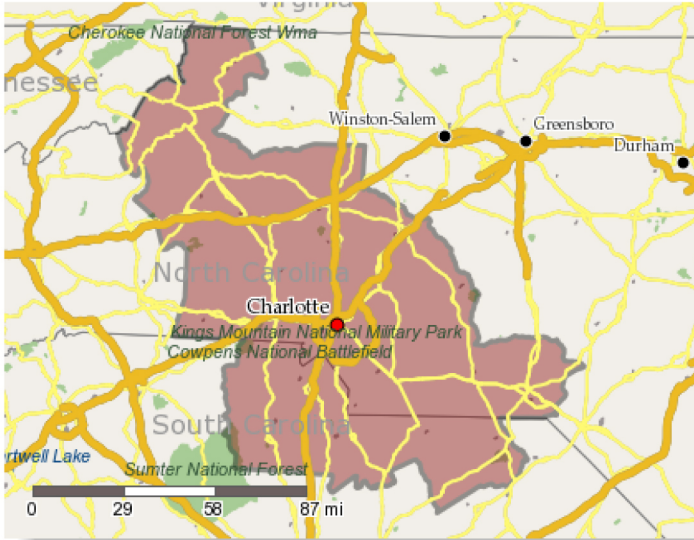 Virginia
Cherokee National Forest Wma
nessee
Winston-Salem
Greensboro
Durham
North Carolina
Charlotte
Kings Mountain National Military Park
Cowpens National Battlefield
South Carolina
rtwell Lake
Sumter National Forest
0 29 58 87 mi